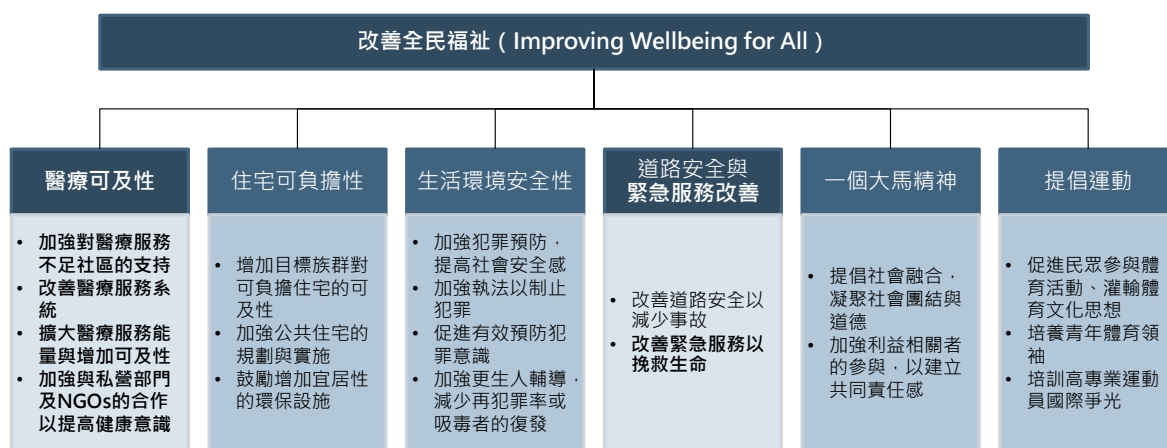 改善全民福祉（Improving Wellbeing for All）
醫療可及性
• 加強對醫療服務
不足社區的支持
• 改善醫療服務系
統
• 擴大醫療服務能
量與增加可及性
• 加強與私營部門
及NGOs的合作
以提高健康意識
住宅可負擔性
• 增加目標族群對
可負擔住宅的可
及性
• 加強公共住宅的
規劃與實施
• 鼓勵增加宜居性
的環保設施
生活環境安全性
• 加強犯罪預防，
提高社會安全感
• 加強執法以制止
犯罪
• 促進有效預防犯
罪意識
• 加強更生人輔導，
減少再犯罪率或
吸毒者的復發
道路安全與
緊急服務改善
• 改善道路安全以
減少事故
• 改善緊急服務以
挽救生命
一個大馬精神
• 提倡社會融合，
凝聚社會團結與
道德
• 加強利益相關者
的參與，以建立
共同責任感
提倡運動
• 促進民眾參與體
育活動、灌輸體
育文化思想
• 培養青年體育領
袖
• 培訓高專業運動
員國際爭光